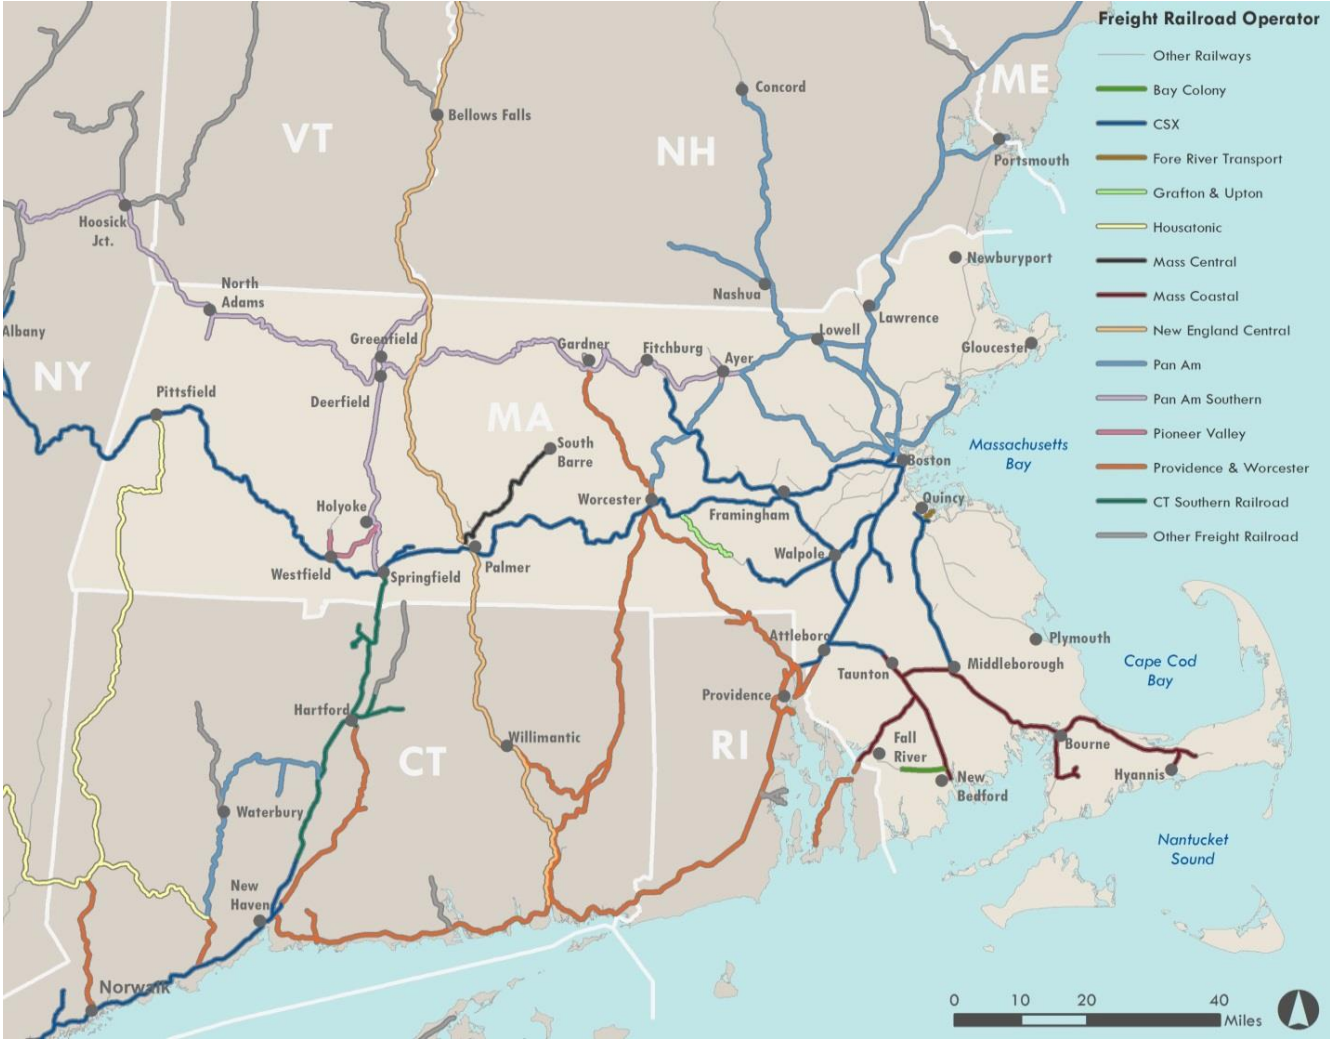 Freight Railroad Operator
Other Railways
Bay Colony
CSX
Fore River Transport
Grafton & Upton
Housatonic
Mass Central
Mass Coastal
New England Central
Pan Am
Pan Am Southern
Pioneer Valley
Providence & Worcester
CT Southern Railroad
Other Freight Railroad
ME
Concord
Bellows Falls
VT
NH
Portsmouth
Hoosick
Jct.
Newburyport
North
Adams
Nashua
Lawrence
Albany
Lowell
Greenfield
Gardner
Fitchburg
Gloucester
Ayer
NY
Pittsfield
Deerfield
MA
South
Barre
Massachusetts
Bay
Boston
Worcester
Quincy
Holyoke
Framingham
Walpole
Westfield
Springfield
Palmer
Attleboro
Plymouth
Taunton
Middleborough
Cape Cod
Bay
Providence
Hartford
Willimantic
CT
RI
Fall
River
Bourne
Hyannis
New
Bedford
Waterbury
Nantucket
Sound
New
Haven
Norwalk
0 10 20 40
Miles